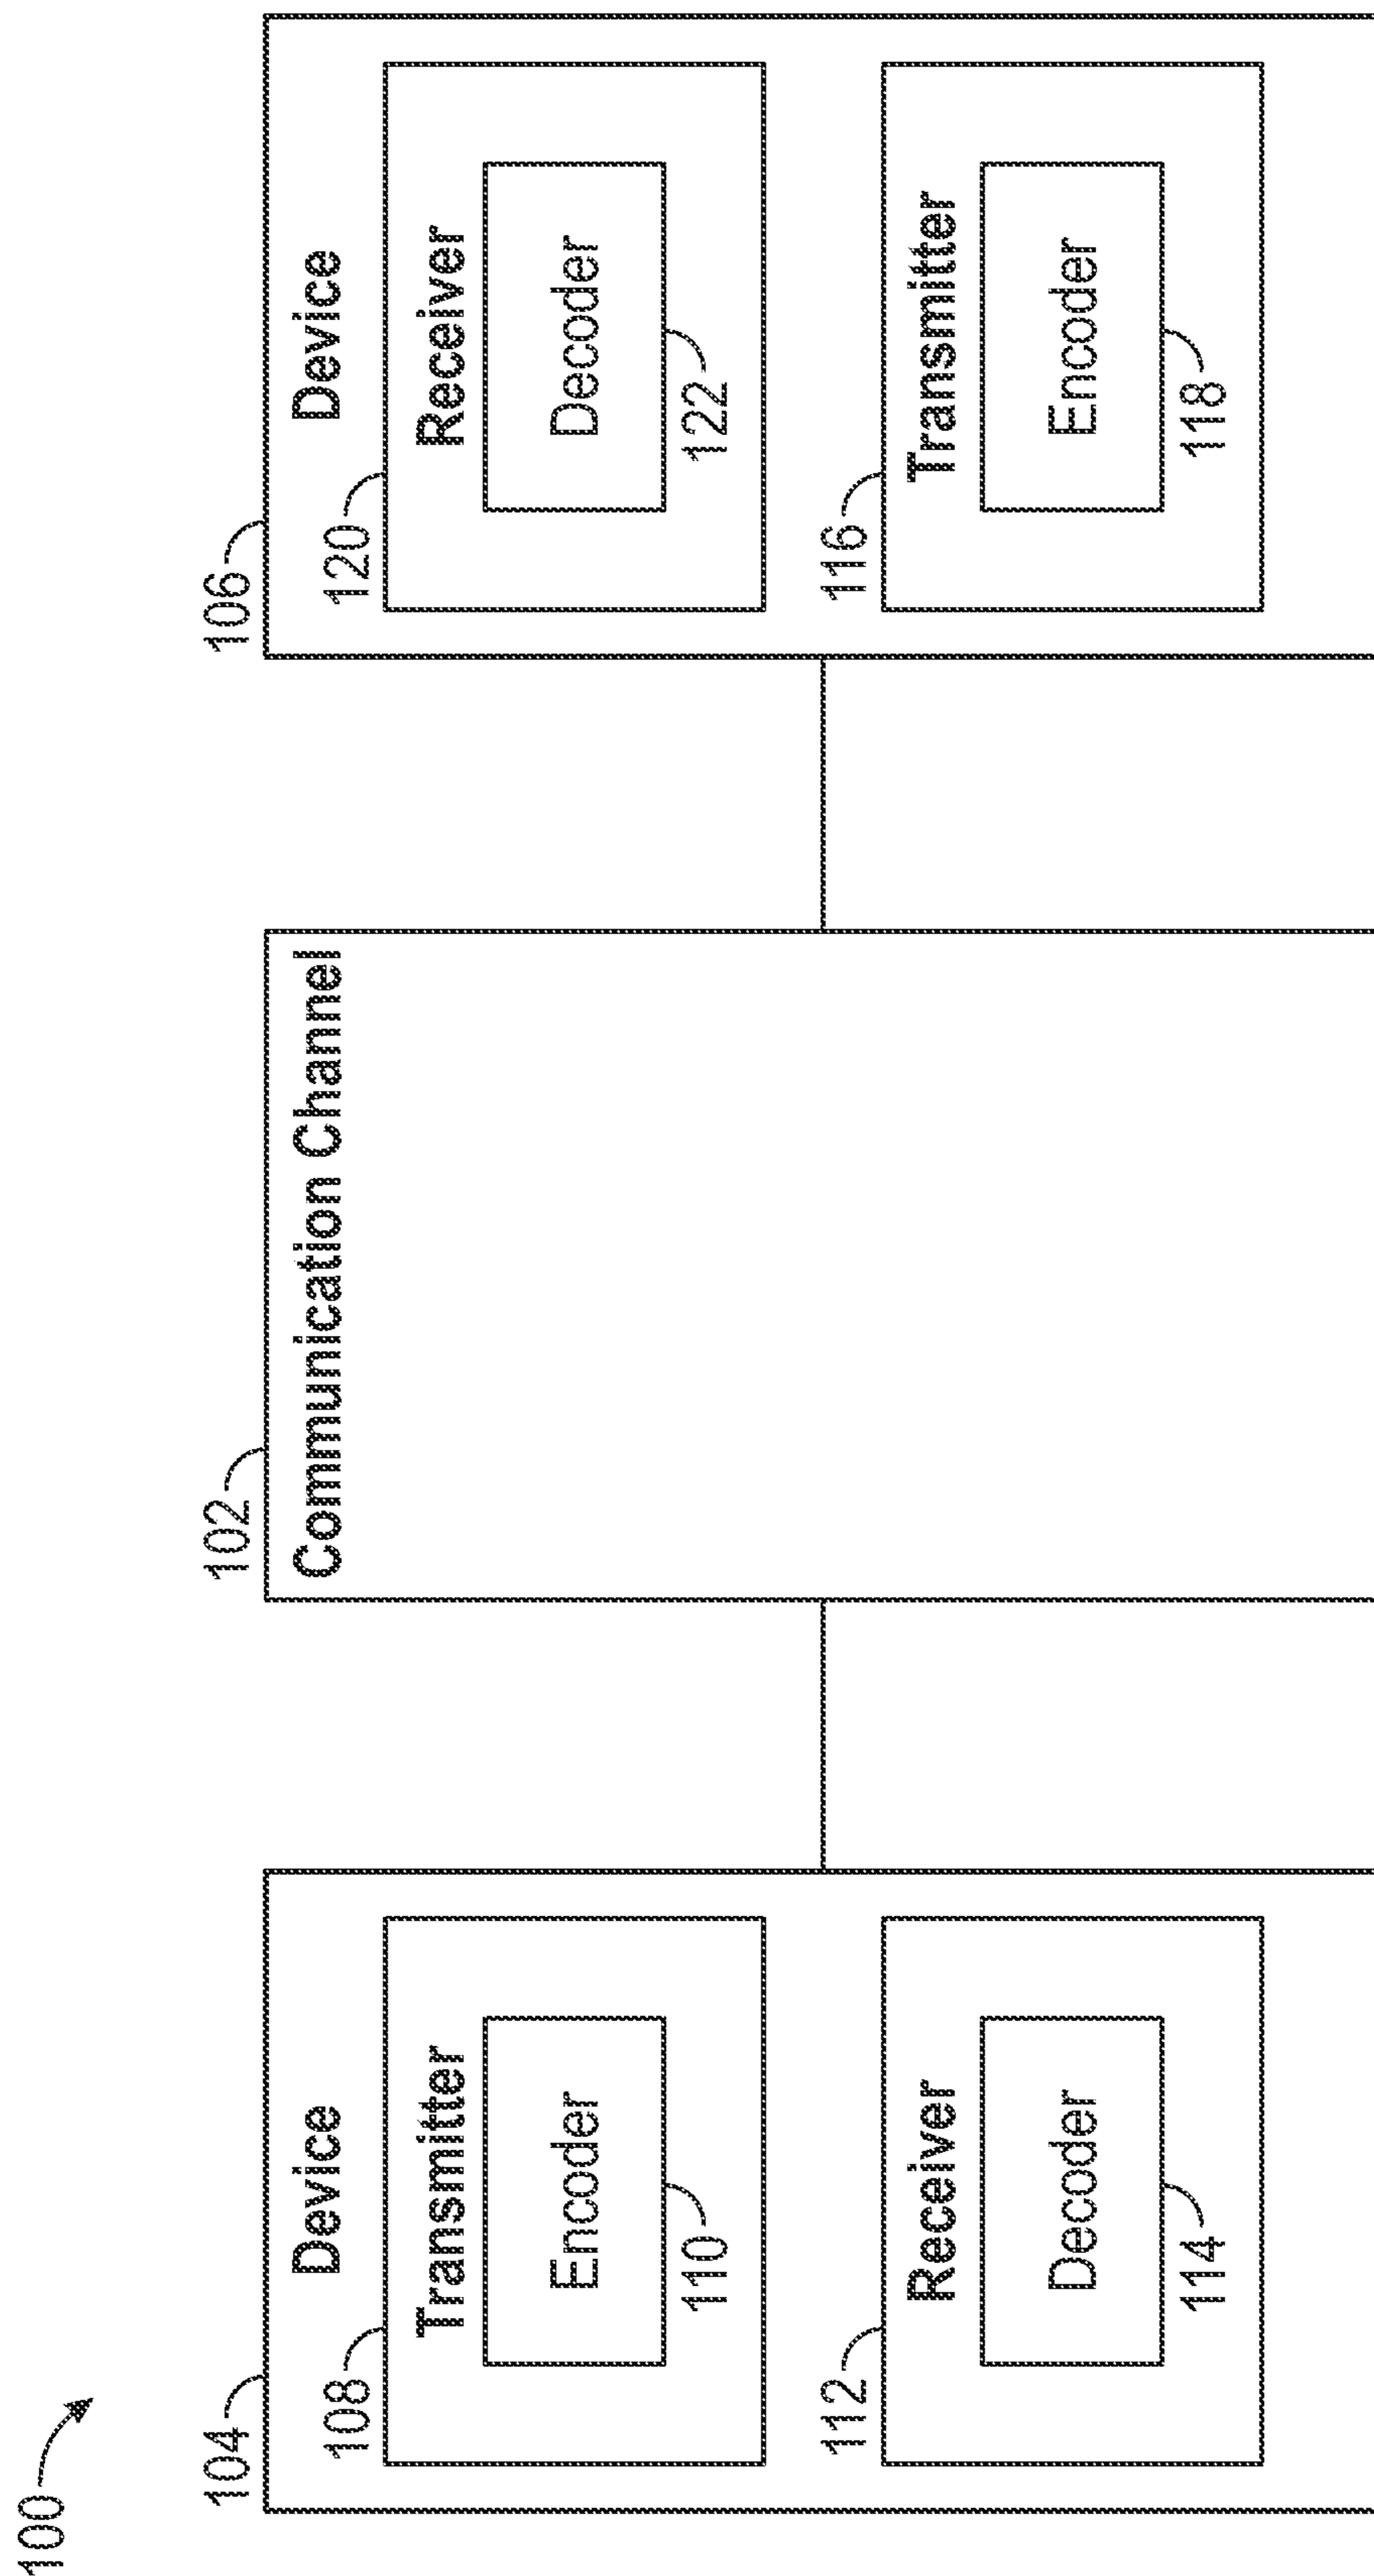 100
104
Device
108
Transmitter
Encoder
110
112
Receiver
Decoder
114
102
Communication Channel
106
Device
120
Receiver
Decoder
122
116
Transmitter
Encoder
118